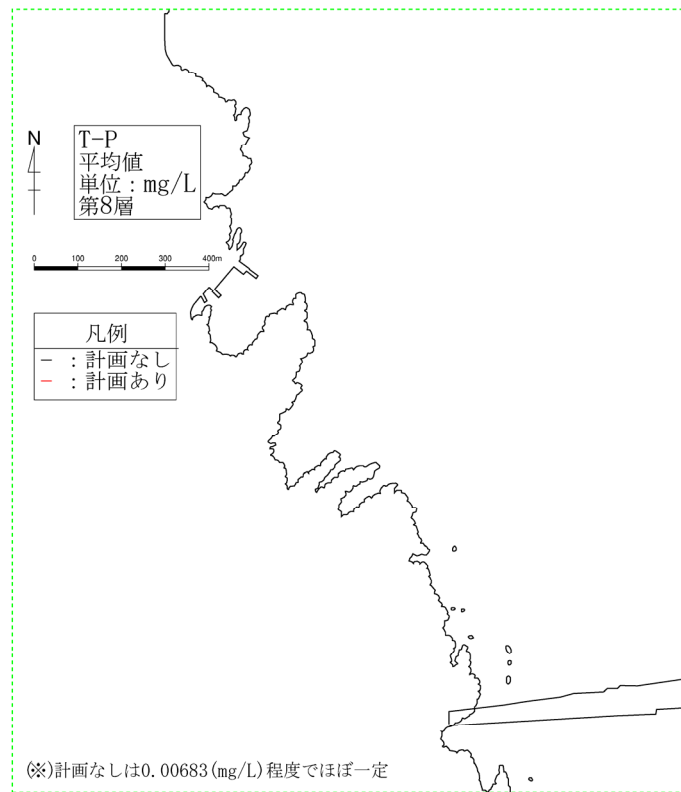 N
T-P
平均値
単位：mg/L
第8層
0 100 200 300 400m
凡例
－ ：計画なし
－ ：計画あり
(※)計画なしは0.00683(mg/L)程度でほぼ一定